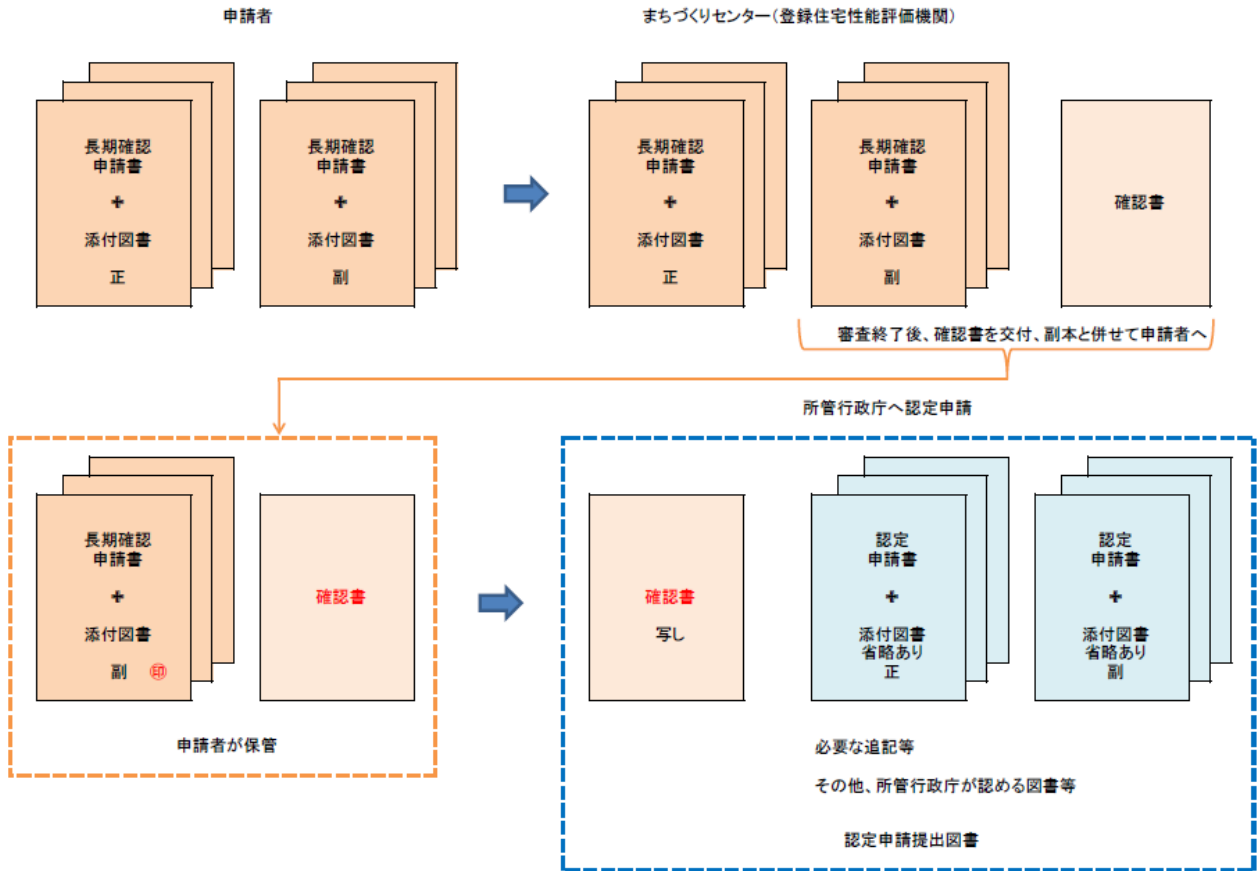 申請者
まちづくりセンター(登録住宅性能評価機関)
長期確認
申請書
+
添付図書
正
長期確認
申請書
+
添付図書
副
長期確認
申請書
+
添付図書
正
長期確認
申請書
+
添付図書
副
確認書
審査終了後、確認書を交付、副本と併せて申請者へ
所管行政庁へ認定申請
長期確認
申請書
+
添付図書
副 ㊞
確認書
申請者が保管
確認書
写し
認定
申請書
+
添付図書
省略あり
正
認定
申請書
+
添付図書
省略あり
副
必要な追記等
その他、所管行政庁が認める図書等
認定申請提出図書